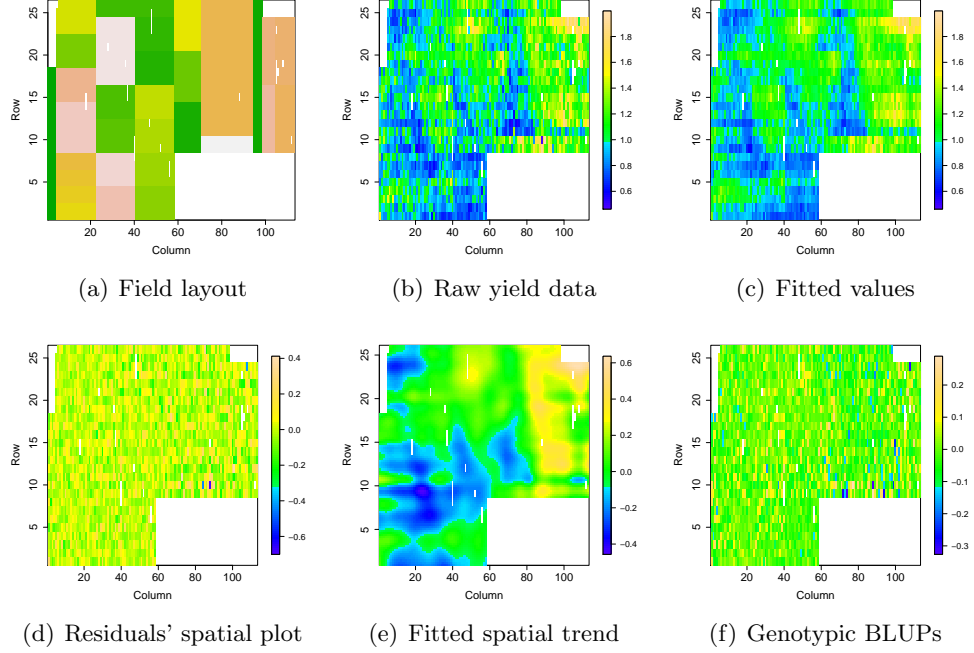 25
20
15
10
5
Row
20 40 60 80 100
Column
(a) Field layout
25
20
15
10
5
Row
20 40 60 80 100
Column
1.8
1.6
1.4
1.2
1.0
0.8
0.6
(b) Raw yield data
25
20
15
10
5
Row
20 40 60 80 100
Column
1.8
1.6
1.4
1.2
1.0
0.8
0.6
(c) Fitted values
25
20
15
10
5
Row
20 40 60 80 100
Column
0.4
0.2
0.0
−0.2
−0.4
−0.6
(d) Residuals' spatial plot
25
20
15
10
5
Row
20 40 60 80 100
Column
0.6
0.4
0.2
0.0
−0.2
−0.4
(e) Fitted spatial trend
25
20
15
10
5
Row
20 40 60 80 100
Column
0.2
0.1
0.0
−0.1
−0.2
−0.3
(f) Genotypic BLUPs